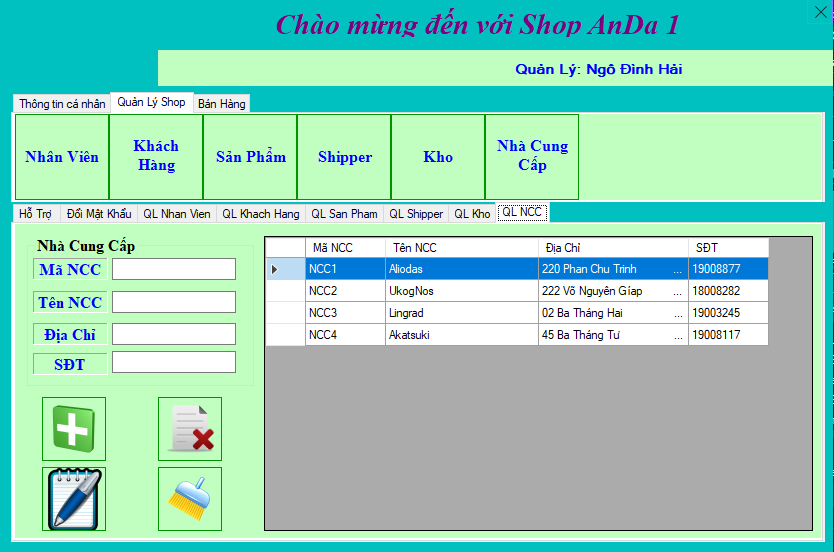 Chào mừng đến với Shop AnDa 1
Quản Lý: Ngô Đình Hải
Thông tin cá nhân Quản Lý Shop Bán Hàng
Nhân Viên
Khách
Hàng
Sản Phẩm
Shipper
Kho
Nhà Cung
Cấp
Hỗ Trợ Đổi Mật Khẩu QL Nhan Vien QL Khach Hang QL San Pham QL Shipper QL Kho QL NCC
Nhà Cung Cấp
Mã NCC
Tên NCC
Địa Chỉ
SĐT
Mã NCC Tên NCC Địa Chỉ SĐT
NCC1 Aliodas 220 Phan Chu Trinh ... 19008877
NCC2 UkogNos 222 Võ Nguyên Gíap ... 18008282
NCC3 Lingrad 02 Ba Tháng Hai ... 19003245
NCC4 Akatsuki 45 Ba Tháng Tư ... 19008117